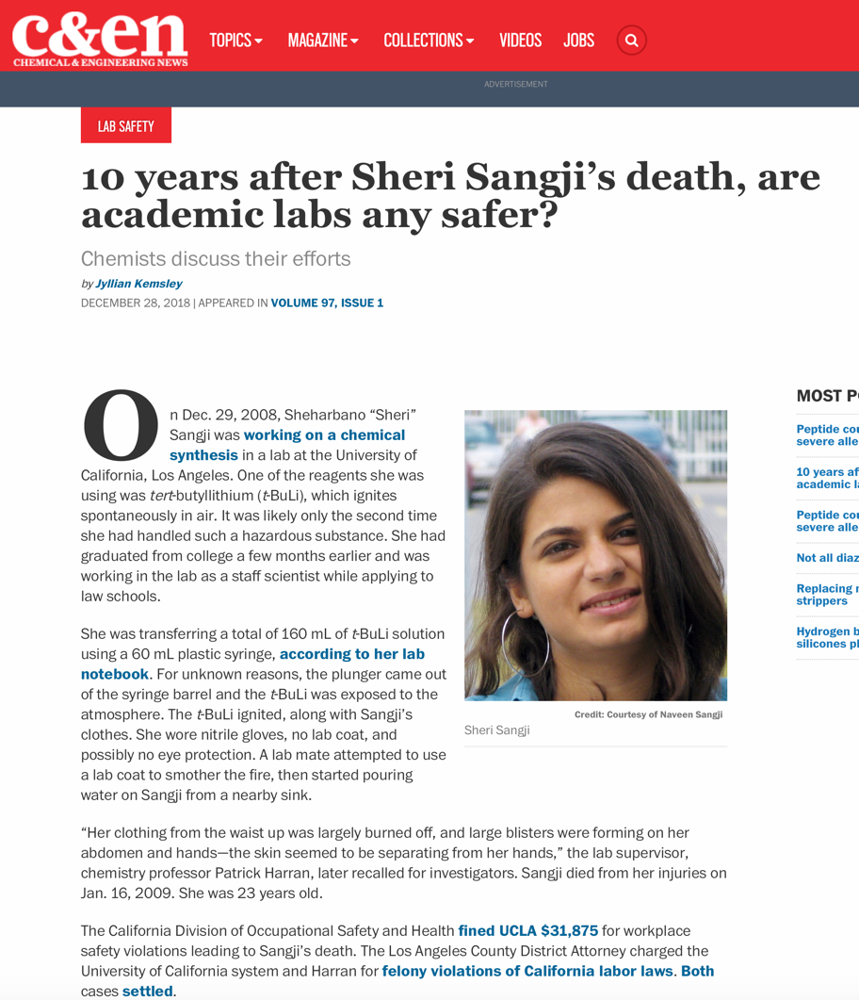 c&en
CHEMICAL & ENGINEERING NEWS
TOPICS
MAGAZINE
COLLECTIONS
VIDEOS
JOBS
ADVERTISEMENT
LAB SAFETY
10 years after Sheri Sangji’s death, are
academic labs any safer?
Chemists discuss their efforts
by Jyllian Kemsley
DECEMBER 28, 2018 | APPEARED IN VOLUME 97, ISSUE 1
On Dec. 29, 2008, Sheharbano “Sheri”
Sangji was working on a chemical
synthesis in a lab at the University of
California, Los Angeles. One of the reagents she was
using was tert-butyllithium (t-BuLi), which ignites
spontaneously in air. It was likely only the second time
she had handled such a hazardous substance. She had
graduated from college a few months earlier and was
working in the lab as a staff scientist while applying to
law schools.
She was transferring a total of 160 mL of t-BuLi solution
using a 60 mL plastic syringe, according to her lab
notebook. For unknown reasons, the plunger came out
of the syringe barrel and the t-BuLi was exposed to the
atmosphere. The t-BuLi ignited, along with Sangji’s
clothes. She wore nitrile gloves, no lab coat, and
possibly no eye protection. A lab mate attempted to use
a lab coat to smother the fire, then started pouring
water on Sangji from a nearby sink.
Credit: Courtesy of Naveen Sangji
Sheri Sangji
“Her clothing from the waist up was largely burned off, and large blisters were forming on her
abdomen and hands—the skin seemed to be separating from her hands,” the lab supervisor,
chemistry professor Patrick Harran, later recalled for investigators. Sangji died from her injuries on
Jan. 16, 2009. She was 23 years old.
The California Division of Occupational Safety and Health fined UCLA $31,875 for workplace
safety violations leading to Sangji’s death. The Los Angeles County District Attorney charged the
University of California system and Harran for felony violations of California labor laws. Both
cases settled.
MOST P
Peptide cou
severe alle
10 years af
academic la
Peptide cou
severe alle
Not all diaz
Replacing
strippers
Hydrogen b
silicones pl